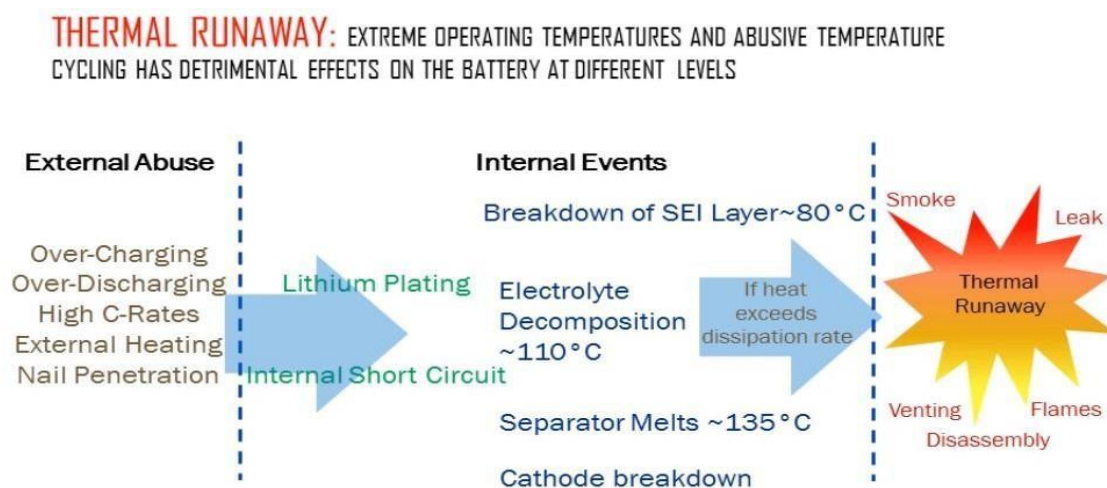 THERMAL RUNAWAY: EXTREME OPERATING TEMPERATURES AND ABUSIVE TEMPERATURE
CYCLING HAS DETRIMENTAL EFFECTS ON THE BATTERY AT DIFFERENT LEVELS
External Abuse
Over-Charging
Over-Discharging
High C-Rates
External Heating
Nail Penetration
Lithium Plating
Internal Short Circuit
Internal Events
Breakdown of SEI Layer~80°C
Electrolyte
Decomposition
~110°C
Separator Melts ~135°C
Cathode breakdown
If heat
exceeds
dissipation rate
Smoke
Leak
Thermal
Runaway
Venting
Flames
Disassembly